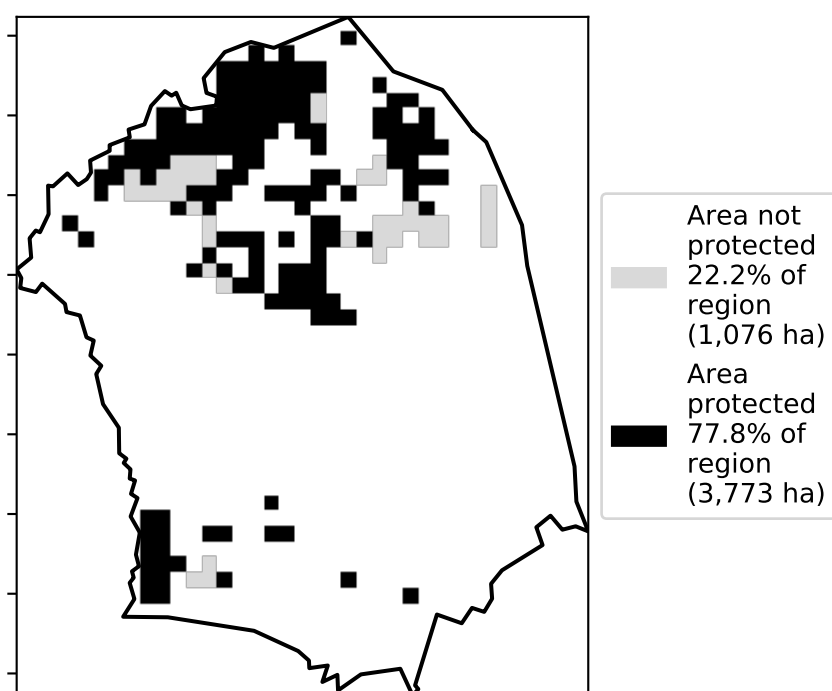 Area not
protected
22.2% of
region
(1,076 ha)
Area
protected
77.8% of
region
(3,773 ha)